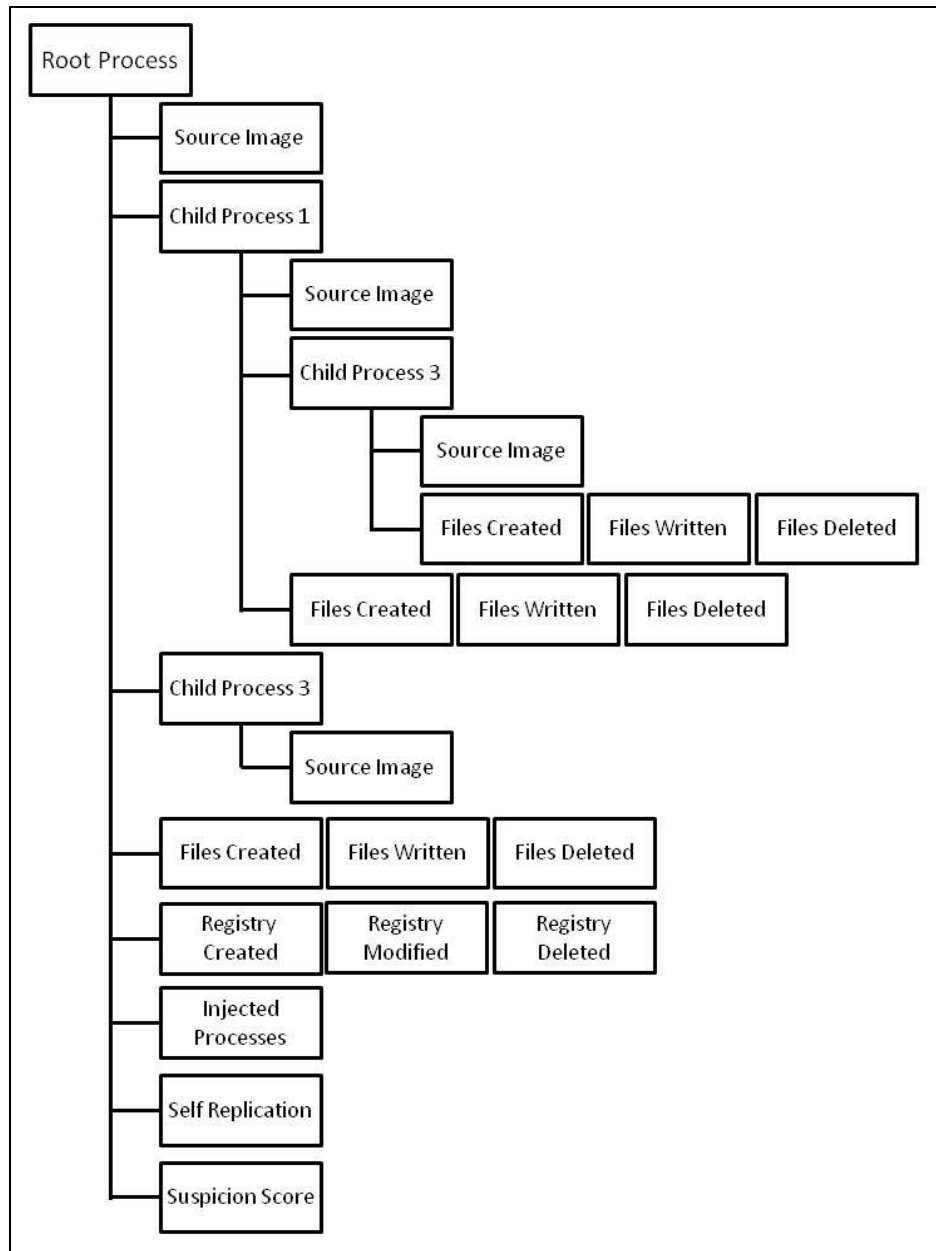 Root Process
Source Image
Child Process 1
Source Image
Child Process 3
Source Image
Files Created
Files Written
Files Deleted
Files Created
Files Written
Files Deleted
Child Process 3
Source Image
Files Created
Files Written
Files Deleted
Registry
Created
Registry
Modified
Registry
Deleted
Injected
Processes
Self Replication
Suspicion Score